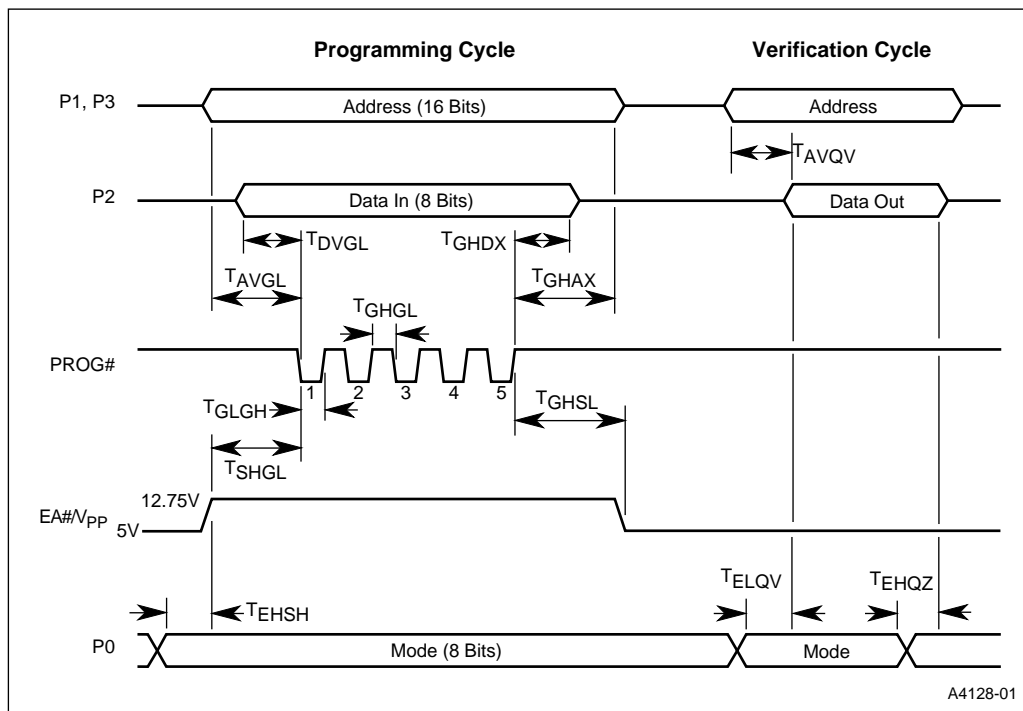 Programming Cycle
Verification Cycle
P1, P3
Address (16 Bits)
Address
TAVQV
P2
Data In (8 Bits)
Data Out
TDVGL
TGHDX
TAVGL
TGHAX
TGHGL
PROG#
1 2 3 4 5
TGLGH
TGHSL
TSHGL
12.75V
EA#/VPP
5V
TELQV
TEHQZ
TEHSH
P0
Mode (8 Bits)
Mode
A4128-01